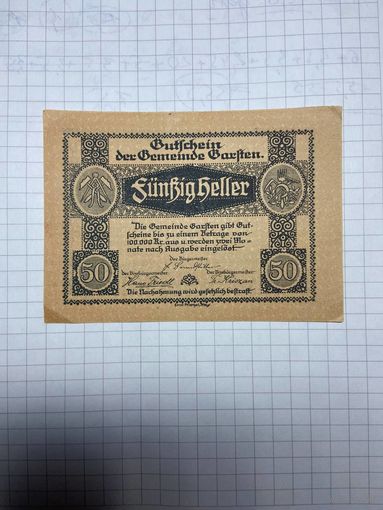 Gutschein
der Gemeinde Garsten.
Fünfzig Heller
Die Gemeinde Garsten gibt Gut-
scheine bis zu einem Betrage von
100.000 Kr. aus u. werden zwei Mo-
nate nach Ausgabe eingelöst.
Der Bürgermeister
der Vizebürgermeister Der Vizebürgermeister
Hans Friedl
50 50
Die Nachahmung wird gesetzlich bestraft.